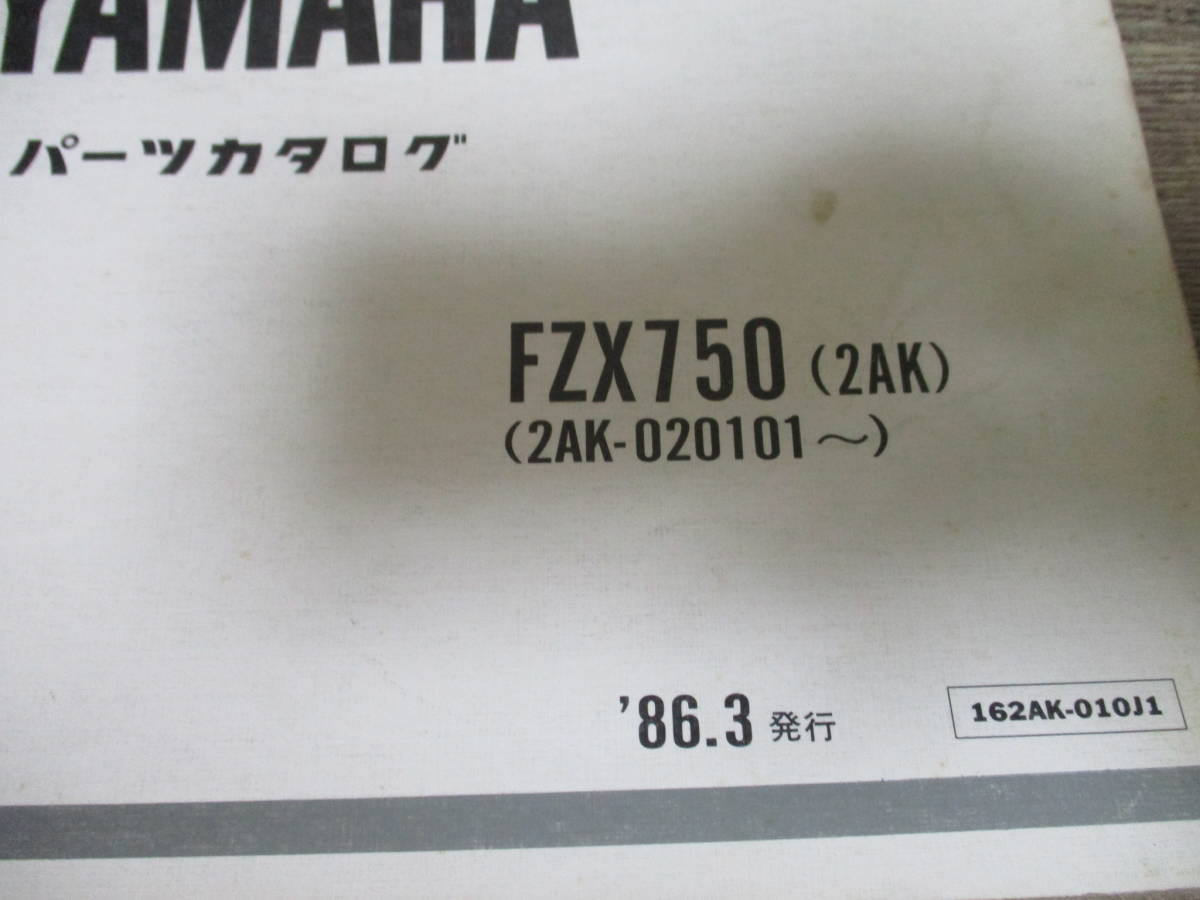 YAMAHA
パーツカタログ
FZX750 (2AK)
(2AK-020101～)
'86.3 発行
162AK-010J1